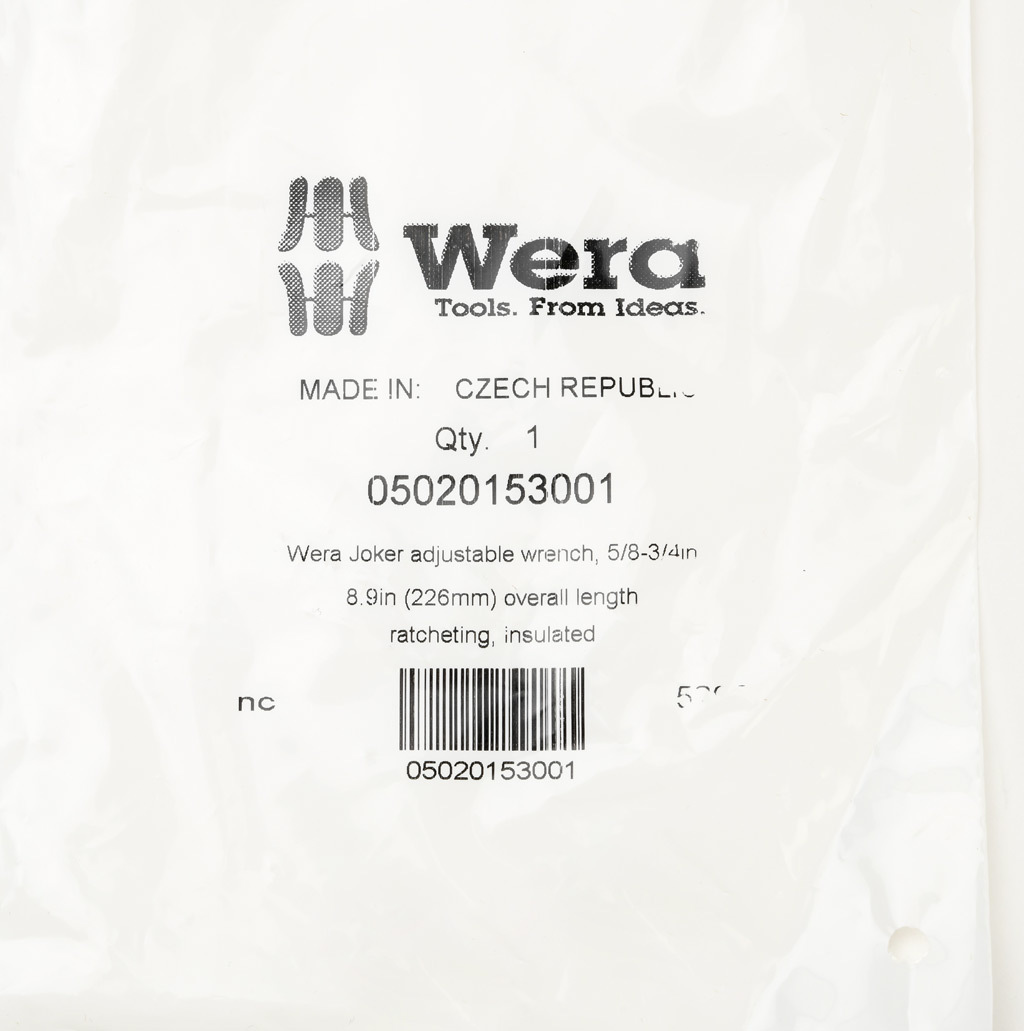 Wera
Tools. From Ideas.
MADE IN: CZECH REPUBLIC
Qty. 1
05020153001
Wera Joker adjustable wrench, 5/8-3/4in
8.9in (226mm) overall length
ratcheting, insulated
nc
05020153001